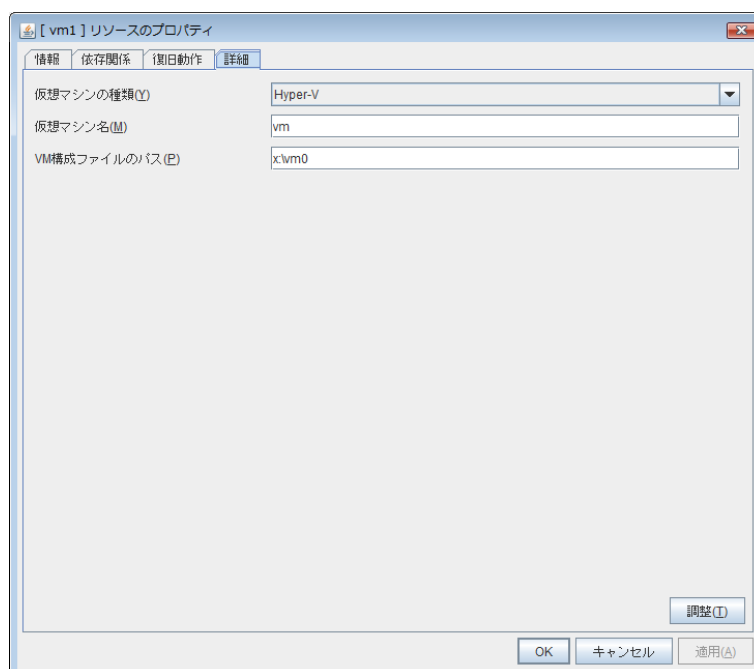 [ vm1 ] リソースのプロパティ
情報 依存関係 復旧動作 詳細
仮想マシンの種類(Y) Hyper-V
仮想マシン名(M) vm
VM構成ファイルのパス(P) x:\vm0
調整(T)
OK キャンセル 適用(A)